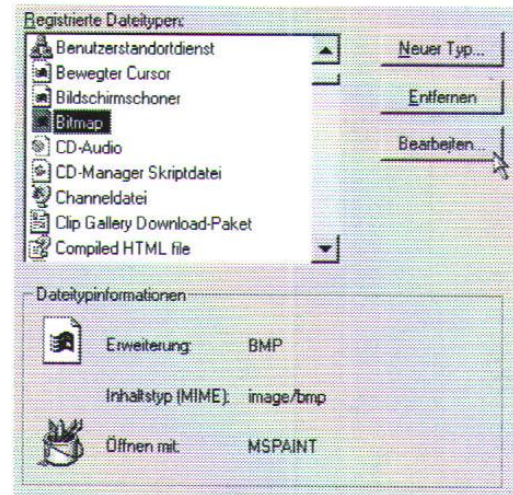 Registrierte Dateitypen:
Benutzerstandortdienst
Bewegter Cursor
Bildschirmschoner
Bitmap
CD-Audio
CD-Manager Skriptdatei
Channeldatei
Clip Gallery Download-Paket
Compiled HTML file
Neuer Typ...
Entfernen
Bearbeiten...
Dateitypinformationen
Erweiterung: BMP
Inhaltstyp (MIME): image/bmp
Öffnen mit: MSPAINT